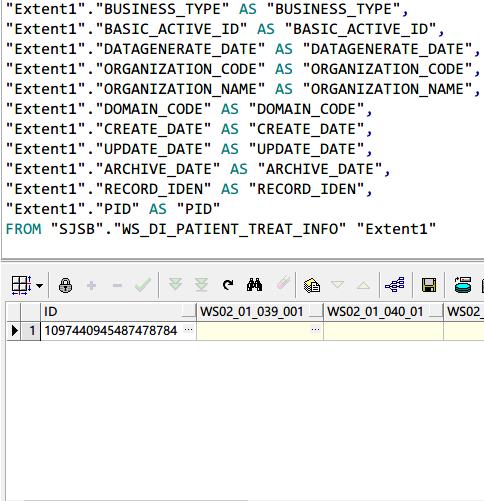 "Extent1"."BUSINESS_TYPE" AS "BUSINESS_TYPE",
"Extent1"."BASIC_ACTIVE_ID" AS "BASIC_ACTIVE_ID",
"Extent1"."DATAGENERATE_DATE" AS "DATAGENERATE_DATE",
"Extent1"."ORGANIZATION_CODE" AS "ORGANIZATION_CODE",
"Extent1"."ORGANIZATION_NAME" AS "ORGANIZATION_NAME",
"Extent1"."DOMAIN_CODE" AS "DOMAIN_CODE",
"Extent1"."CREATE_DATE" AS "CREATE_DATE",
"Extent1"."UPDATE_DATE" AS "UPDATE_DATE",
"Extent1"."ARCHIVE_DATE" AS "ARCHIVE_DATE",
"Extent1"."RECORD_IDEN" AS "RECORD_IDEN",
"Extent1"."PID" AS "PID"
FROM "SJSB"."WS_DI_PATIENT_TREAT_INFO" "Extent1"
ID WS02_01_039_001 WS02_01_040_01 WS02_
1 1097440945487478784 ... ...